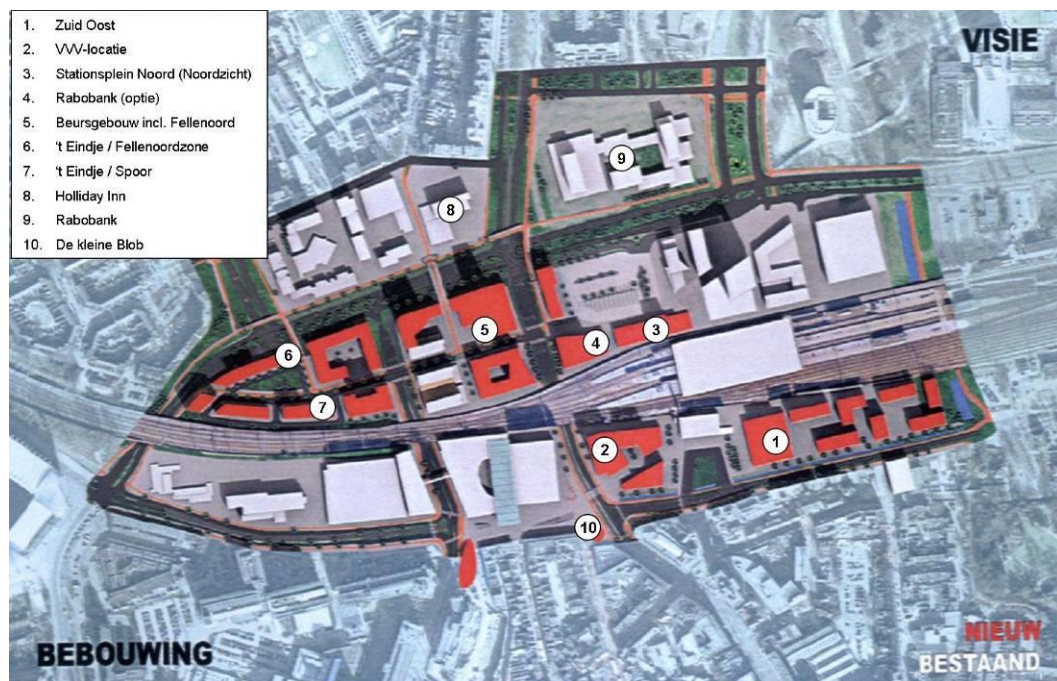 1. Zuid Oost
2. VVV-locatie
3. Stationsplein Noord (Noordzicht)
4. Rabobank (optie)
5. Beursgebouw incl. Fellenoord
6. 't Eindje / Fellenoordzone
7. 't Eindje / Spoor
8. Holliday Inn
9. Rabobank
10. De kleine Blob
VISIE
9
8
3
5
4
6
7
1
2
10
BEBOUWING
NIEUW
BESTAAND